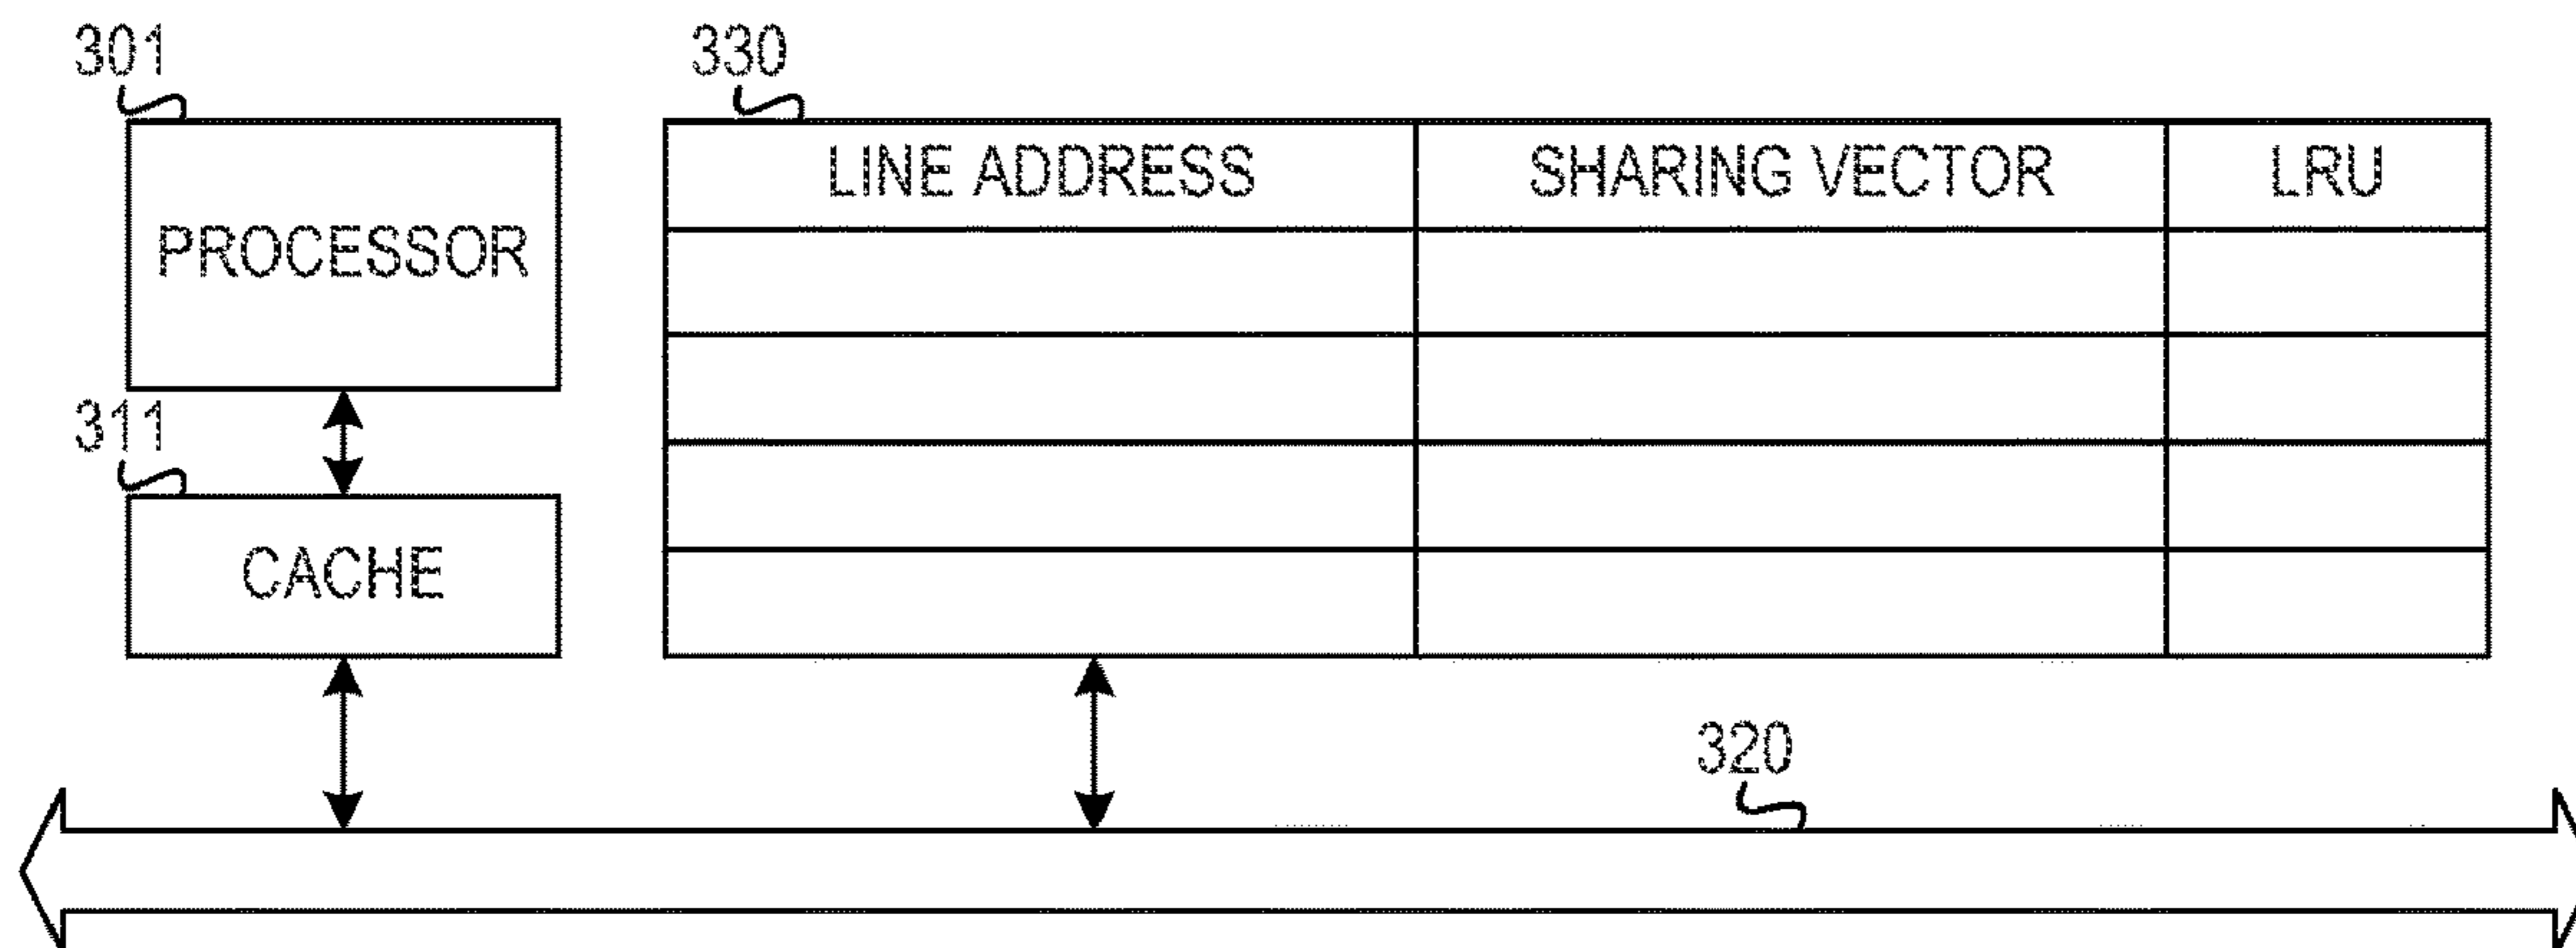 301
330
PROCESSOR
LINE ADDRESS
SHARING VECTOR
LRU
311
CACHE
320